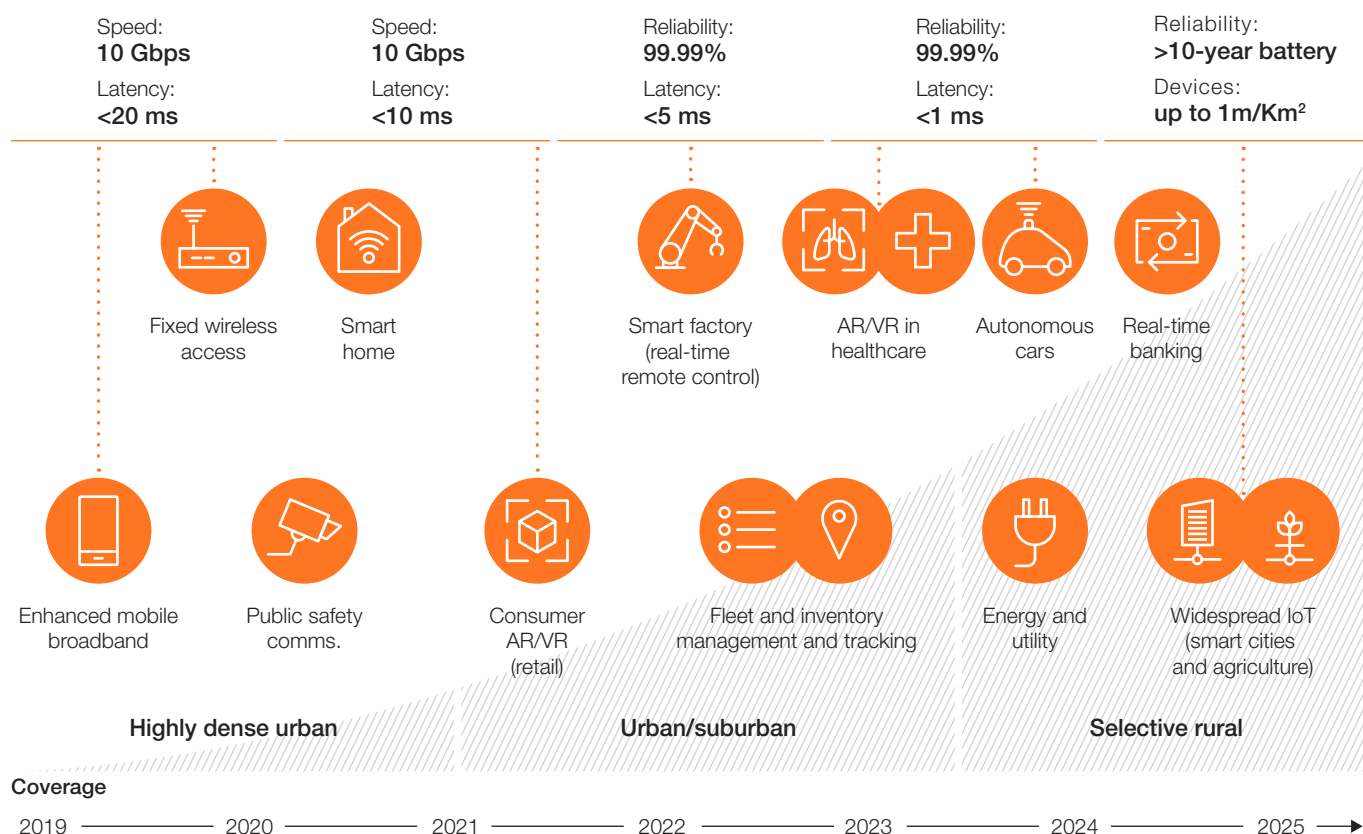 Speed:
10 Gbps
Latency:
<20 ms
Speed:
10 Gbps
Latency:
<10 ms
Reliability:
99.99%
Latency:
<5 ms
Reliability:
99.99%
Latency:
<1 ms
Reliability:
>10-year battery
Devices:
up to 1m/Km²
Fixed wireless
access
Smart
home
Smart factory
(real-time
remote control)
AR/VR in
healthcare
Autonomous
cars
Real-time
banking
Enhanced mobile
broadband
Public safety
comms.
Consumer
AR/VR
(retail)
Fleet and inventory
management and tracking
Energy and
utility
Widespread IoT
(smart cities
and agriculture)
Highly dense urban
Urban/suburban
Selective rural
Coverage
2019
2020
2021
2022
2023
2024
2025